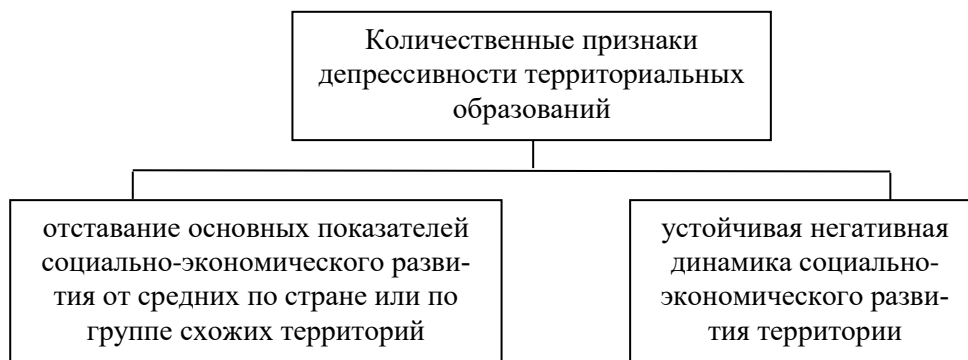 Количественные признаки
депрессивности территориальных
образований
отставание основных показателей
социально-экономического разви-
тия от средних по стране или по
группе схожих территорий
устойчивая негативная
динамика социально-
экономического разви-
тия территории